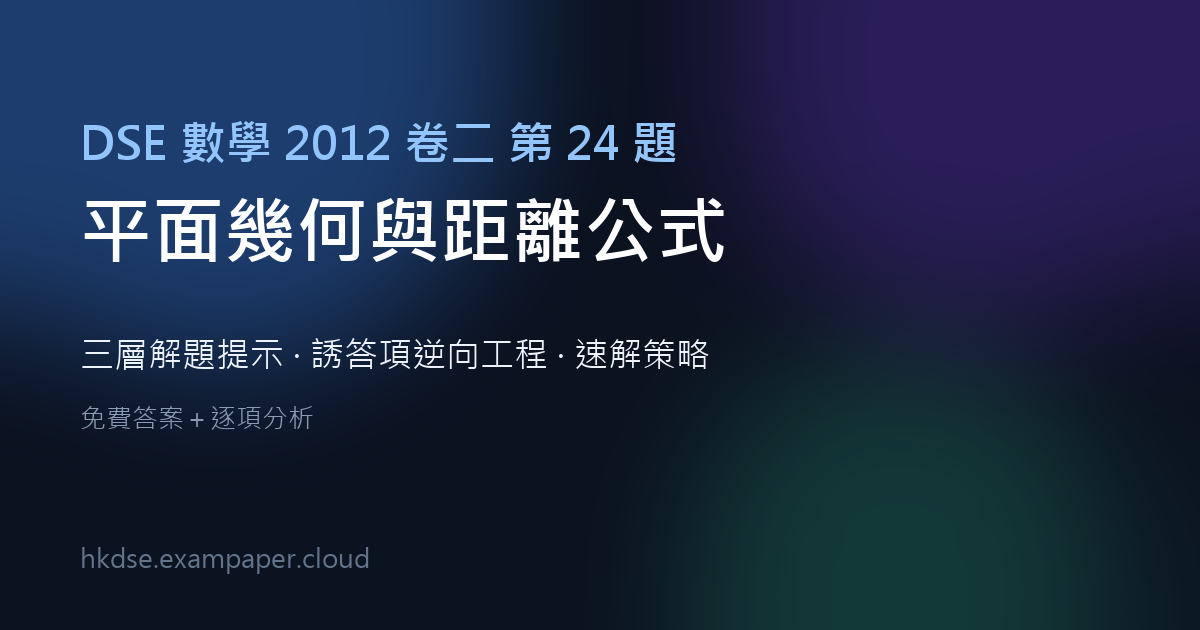 DSE 數學 2012 卷二 第 24 題
平面幾何與距離公式
三層解題提示 · 誘答項逆向工程 · 速解策略
免費答案 + 逐項分析
hkdse.exampaper.cloud